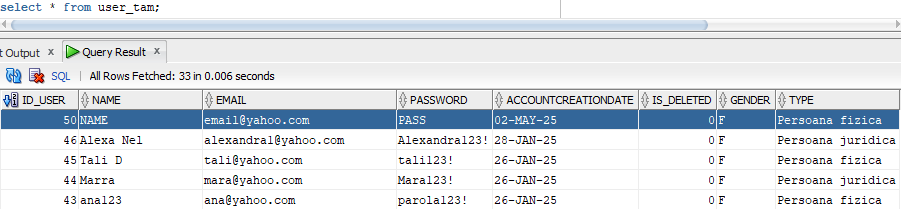 select * from user_tam;
t Output x Query Result x
SQL | All Rows Fetched: 33 in 0.006 seconds
ID_USER NAME EMAIL PASSWORD ACCOUNTCREATIONDATE IS_DELETED GENDER TYPE
50 NAME email@yahoo.com PASS 02-MAY-25 0 F Persoana fizica
46 Alexa Nel alexandral@yahoo.com Alexandra123! 28-JAN-25 0 F Persoana juridica
45 Tali D tali@yahoo.com tali123! 26-JAN-25 0 F Persoana fizica
44 Marra mara@yahoo.com Mara123! 26-JAN-25 0 F Persoana juridica
43 ana123 ana@yahoo.com parola123! 26-JAN-25 0 F Persoana fizica